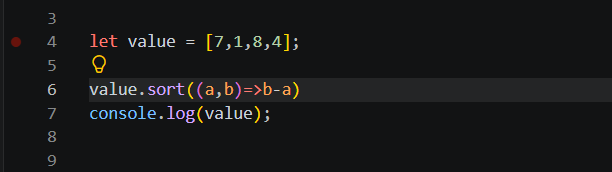 3
4 let value = [7,1,8,4];
5
6 value.sort((a,b)=>b-a)
7 console.log(value);
8
9